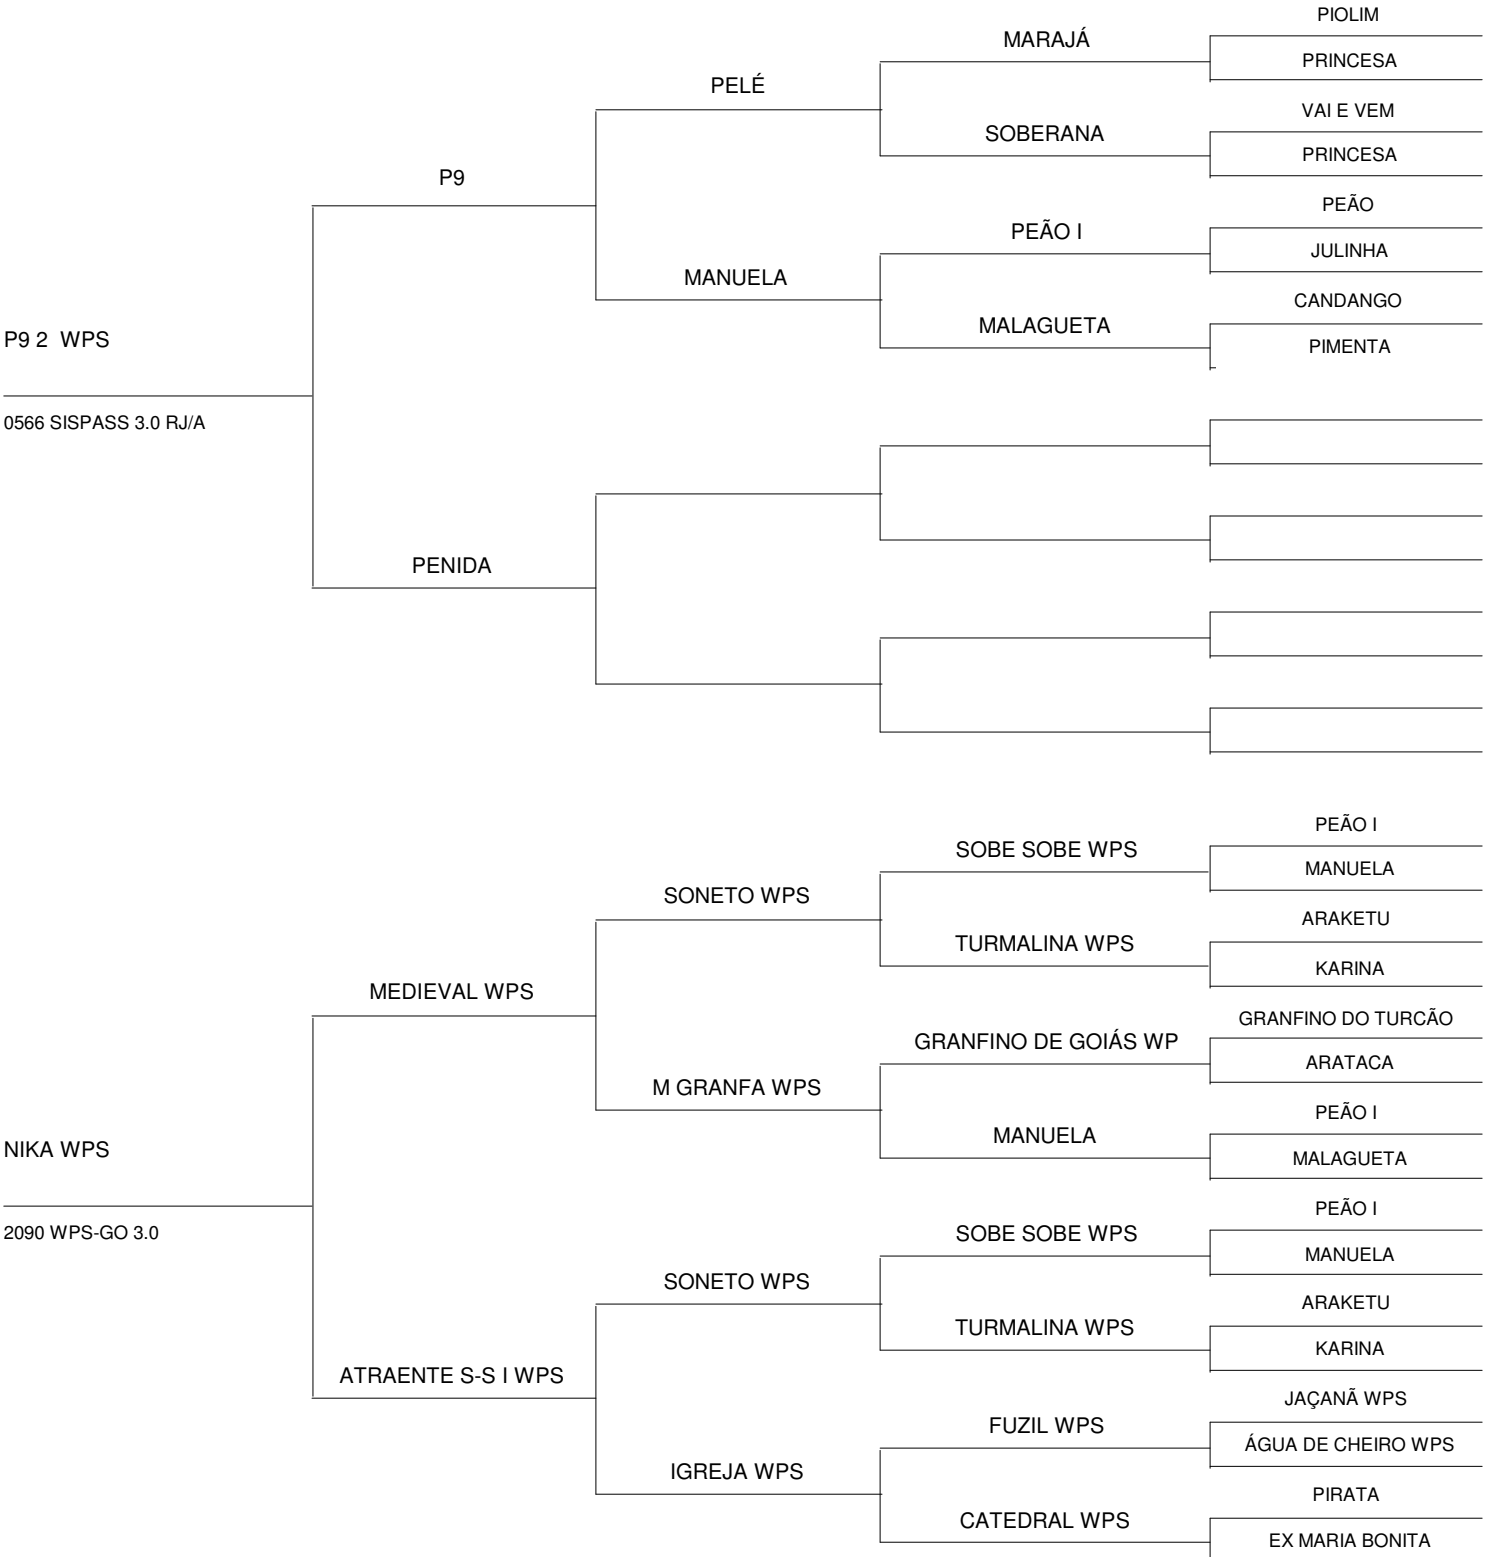 PIOLIM
MARAJÁ
PRINCESA
PELÉ
VAI E VEM
SOBERANA
PRINCESA
P9
PEÃO
PEÃO I
JULINHA
MANUELA
CANDANGO
MALAGUETA
P9 2 WPS
PIMENTA
0566 SISPASS 3.0 RJ/A
PENIDA
PEÃO I
SOBE SOBE WPS
MANUELA
SONETO WPS
ARAKETU
TURMALINA WPS
KARINA
MEDIEVAL WPS
GRANFINO DO TURCÃO
GRANFINO DE GOIÁS WP
ARATACA
M GRANFA WPS
PEÃO I
MANUELA
NIKA WPS
MALAGUETA
PEÃO I
2090 WPS-GO 3.0
SOBE SOBE WPS
MANUELA
SONETO WPS
ARAKETU
TURMALINA WPS
KARINA
ATRAENTE S-S I WPS
JAÇANÃ WPS
FUZIL WPS
ÁGUA DE CHEIRO WPS
IGREJA WPS
PIRATA
CATEDRAL WPS
EX MARIA BONITA